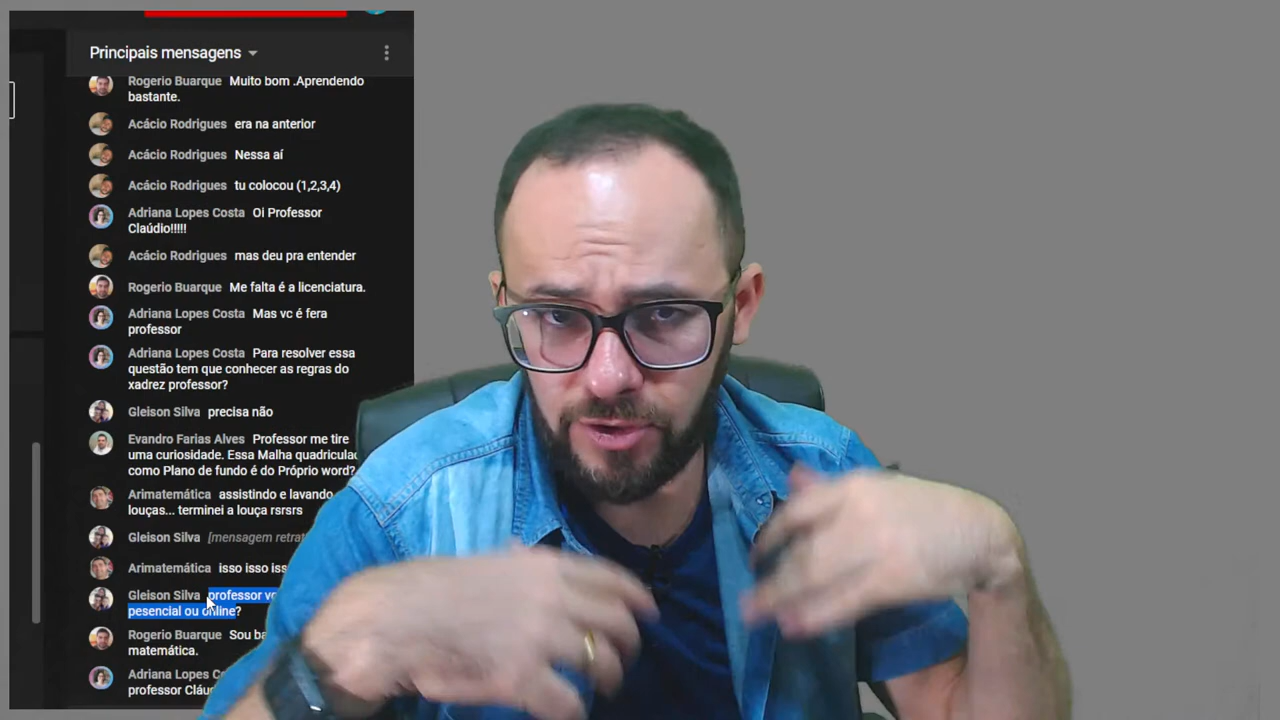 Principais mensagens
Rogerio Buarque Muito bom .Aprendendo
bastante.
Acácio Rodrigues era na anterior
Acácio Rodrigues Nessa aí
Acácio Rodrigues tu colocou (1,2,3,4)
Adriana Lopes Costa Oi Professor
Claúdio!!!!!
Acácio Rodrigues mas deu pra entender
Rogerio Buarque Me falta é a licenciatura.
Adriana Lopes Costa Mas vc é fera
professor
Adriana Lopes Costa Para resolver essa
questão tem que conhecer as regras do
xadrez professor?
Gleison Silva precisa não
Evandro Farias Alves Professor me tire
uma curiosidade. Essa Malha quadriculad
como Plano de fundo é do Próprio word?
Arimatemática assistindo e lavando
louças... terminei a louça rsrsrs
Gleison Silva [mensagem retrat
Arimatemática isso isso iss
Gleison Silva professor vo
pesencial ou online?
Rogerio Buarque Sou ba
matemática.
Adriana Lopes Co
professor Cláu